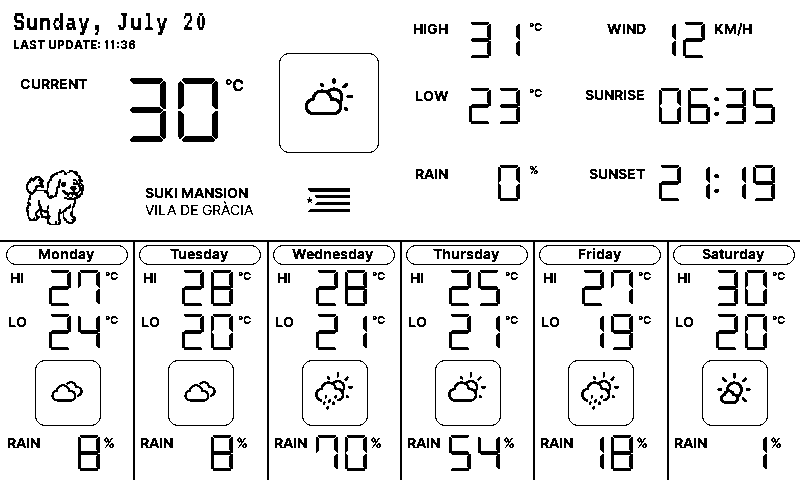 Sunday, July 20
LAST UPDATE: 11:36
CURRENT 30 °C
SUKI MANSION
VILA DE GRÀCIA
HIGH 31 °C
LOW 23 °C
RAIN 0 %
WIND 12 KM/H
SUNRISE 06:35
SUNSET 21:19
Monday
HI 27 °C
LO 24 °C
RAIN 8 %
Tuesday
HI 28 °C
LO 20 °C
RAIN 8 %
Wednesday
HI 28 °C
LO 21 °C
RAIN 70 %
Thursday
HI 25 °C
LO 21 °C
RAIN 54 %
Friday
HI 27 °C
LO 19 °C
RAIN 18 %
Saturday
HI 30 °C
LO 20 °C
RAIN 1 %